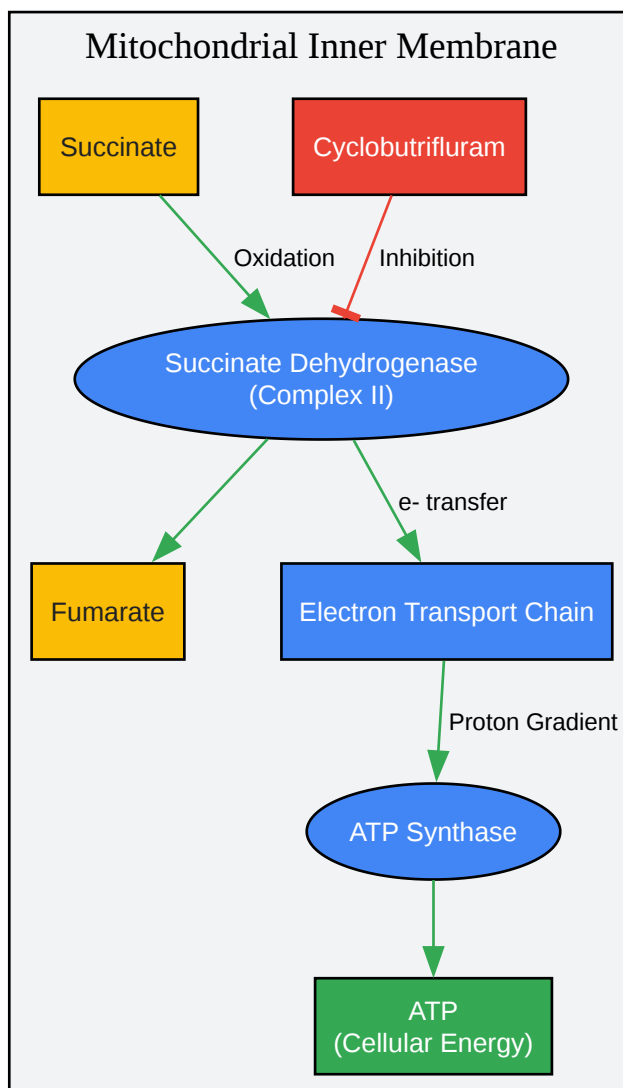 Mitochondrial Inner Membrane
Succinate
Cyclobutrifluram
Oxidation
Inhibition
Succinate Dehydrogenase
(Complex II)
e- transfer
Fumarate
Electron Transport Chain
Proton Gradient
ATP Synthase
ATP
(Cellular Energy)